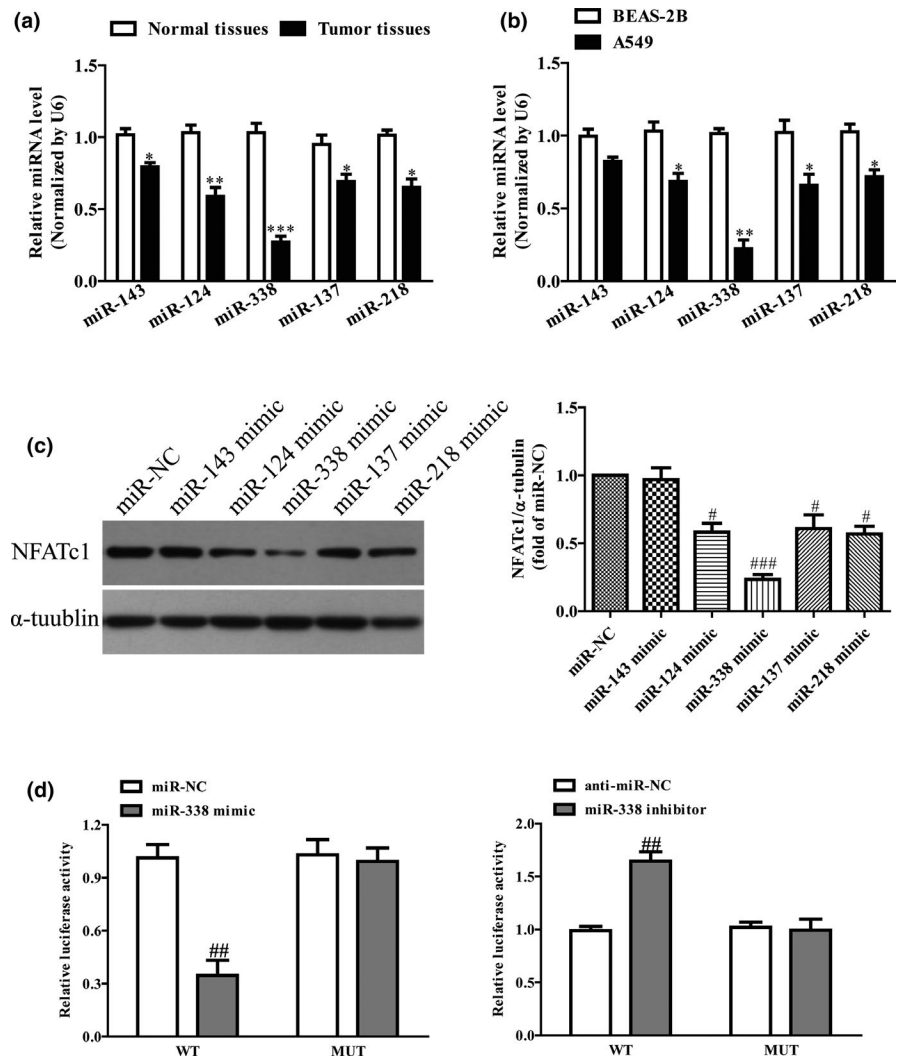 (a)
Normal tissues Tumor tissues
Relative miRNA level
(Normalized by U6)
1.5
1.0
0.5
0.0
*
**
***
*
*
miR-143
miR-124
miR-338
miR-137
miR-218
(b)
BEAS-2B
A549
Relative miRNA level
(Normalized by U6)
1.5
1.0
0.5
0.0
*
**
*
*
miR-143
miR-124
miR-338
miR-137
miR-218
(c)
miR-NC
miR-143 mimic
miR-124 mimic
miR-338 mimic
miR-137 mimic
miR-218 mimic
NFATc1
α-tuublin
NFATc1/α-tubulin
(fold of miR-NC)
1.5
1.0
0.5
0.0
#
###
#
#
miR-NC
miR-143 mimic
miR-124 mimic
miR-338 mimic
miR-137 mimic
miR-218 mimic
(d)
miR-NC
miR-338 mimic
Relative luciferase activity
1.2
0.9
0.6
0.3
0.0
##
WT
MUT
anti-miR-NC
miR-338 inhibitor
Relative luciferase activity
2.0
1.5
1.0
0.5
0.0
##
WT
MUT